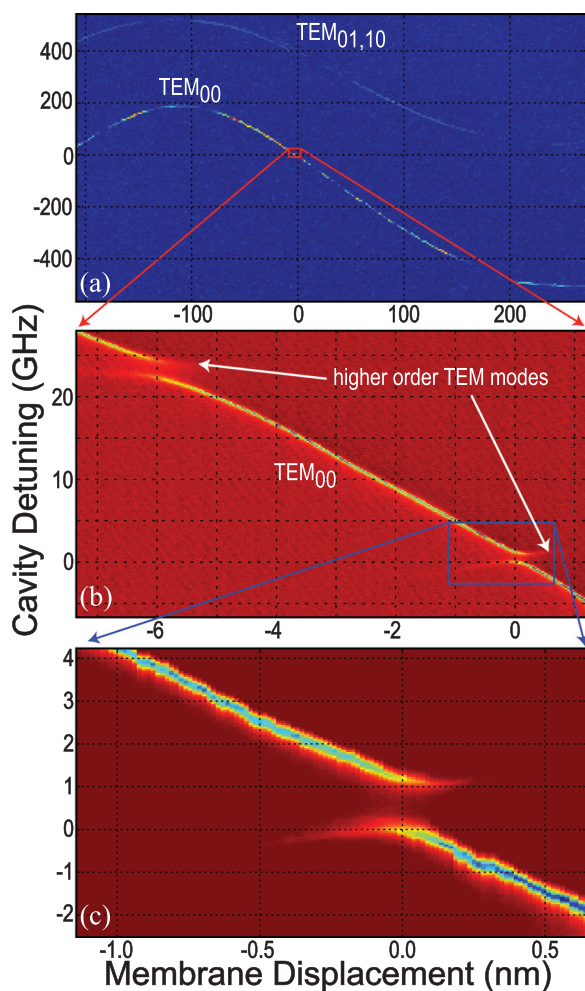 400
200
0
-200
-400
TEM01,10
TEM00
(a)
-100 0 100 200
Cavity Detuning (GHz)
20
10
0
higher order TEM modes
TEM00
(b)
-6 -4 -2 0
4
3
2
1
0
-1
-2
(c)
-1.0 -0.5 0.0 0.5
Membrane Displacement (nm)